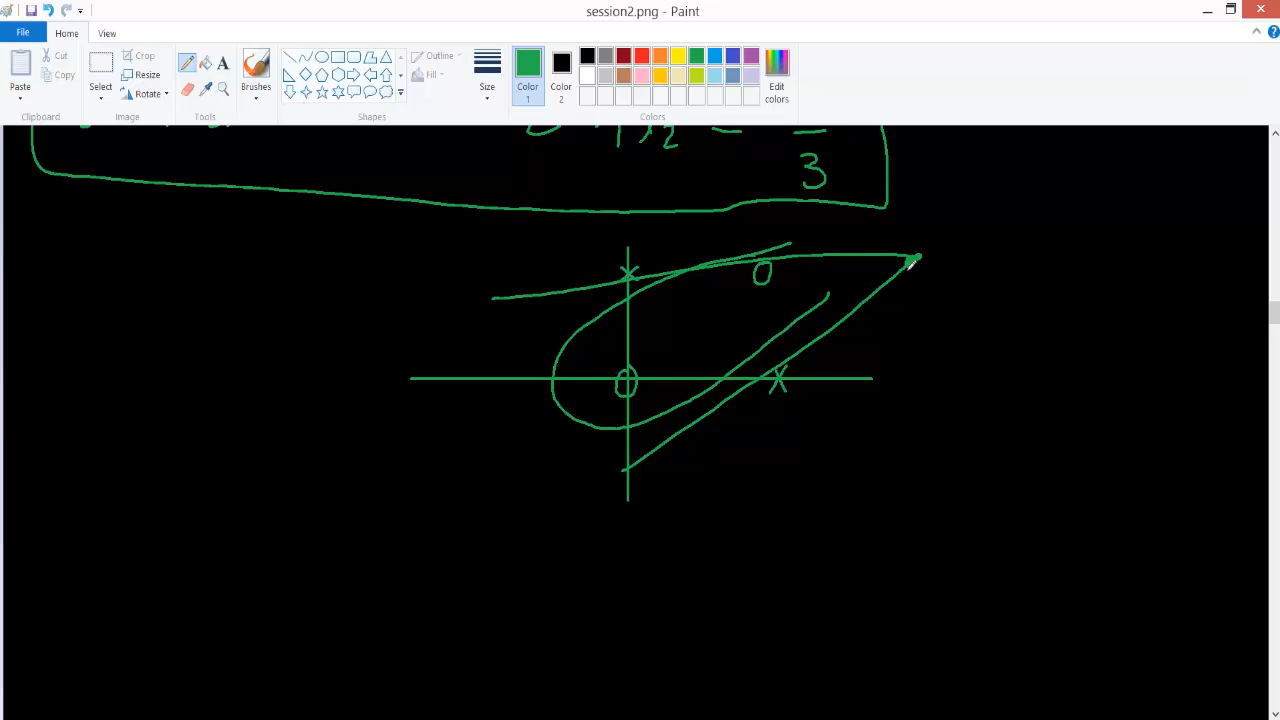 session2.png - Paint
File Home View
Cut
Copy
Paste
Clipboard
Crop
Resize
Rotate
Select
Image
A
Tools
Brushes
Outline
Fill
Shapes
Size
Color 1
Color 2
Edit colors
Colors
3
X
0
0
X